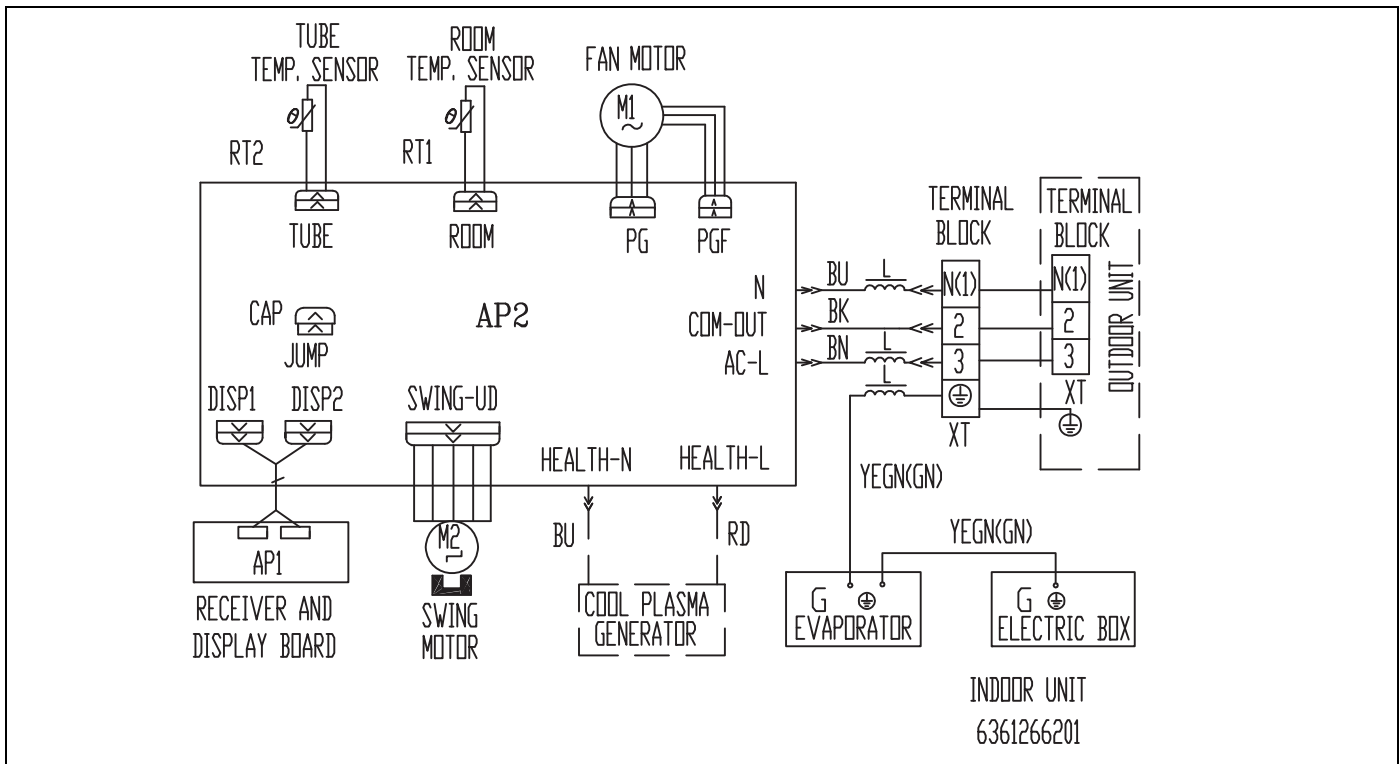 TUBE
TEMP. SENSOR
ROOM
TEMP. SENSOR
FAN MOTOR
M1
θ
θ
RT2
RT1
TUBE
ROOM
PG
PGF
TERMINAL
BLOCK
TERMINAL
BLOCK
OUTDOOR UNIT
N
BU
L
N(1)
N(1)
CAP
JUMP
AP2
COM-OUT
BK
2
2
AC-L
BN
L
3
3
L
XT
XT
DISP1
DISP2
SWING-UD
HEALTH-N
HEALTH-L
YEGN(GN)
BU
RD
YEGN(GN)
AP1
M2
RECEIVER AND
DISPLAY BOARD
SWING
MOTOR
COOL PLASMA
GENERATOR
G
EVAPORATOR
G
ELECTRIC BOX
INDOOR UNIT
6361266201